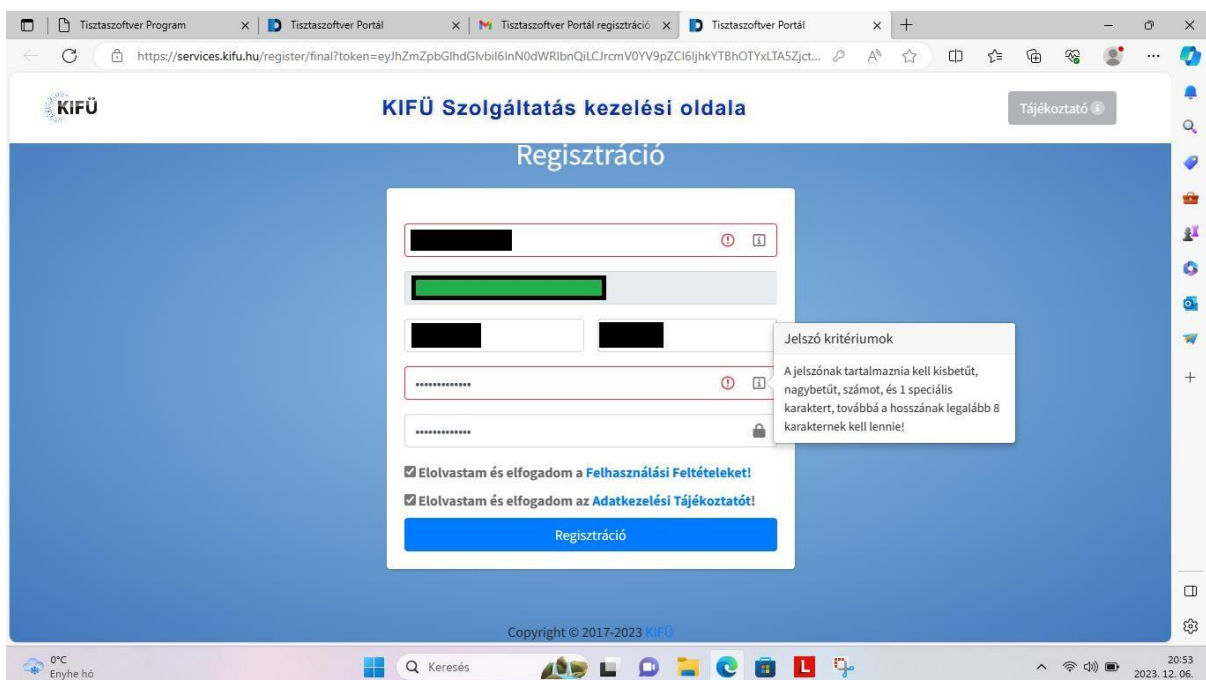 Tisztaszoftver Program
Tisztaszoftver Portál
Tisztaszoftver Portál regisztráció
Tisztaszoftver Portál
https://services.kifu.hu/register/final?token=eyJhZmZpbGlhdGlvbiI6InN0dWRlbnQiLCJrcmV0YV9pZCI6IjhkYTBhOTYxLTA5Zjct...
KIFÜ
KIFÜ Szolgáltatás kezelési oldala
Tájékoztató
Regisztráció
Jelszó kritériumok
A jelszónak tartalmaznia kell kisbetűt,
nagybetűt, számot, és 1 speciális
karaktert, továbbá a hosszának legalább 8
karakternek kell lennie!
Elolvastam és elfogadom a Felhasználási Feltételeket!
Elolvastam és elfogadom az Adatkezelési Tájékoztatót!
Regisztráció
Copyright © 2017-2023 KIFÜ
0°C
Enyhe hó
Keresés
20:53
2023. 12. 06.